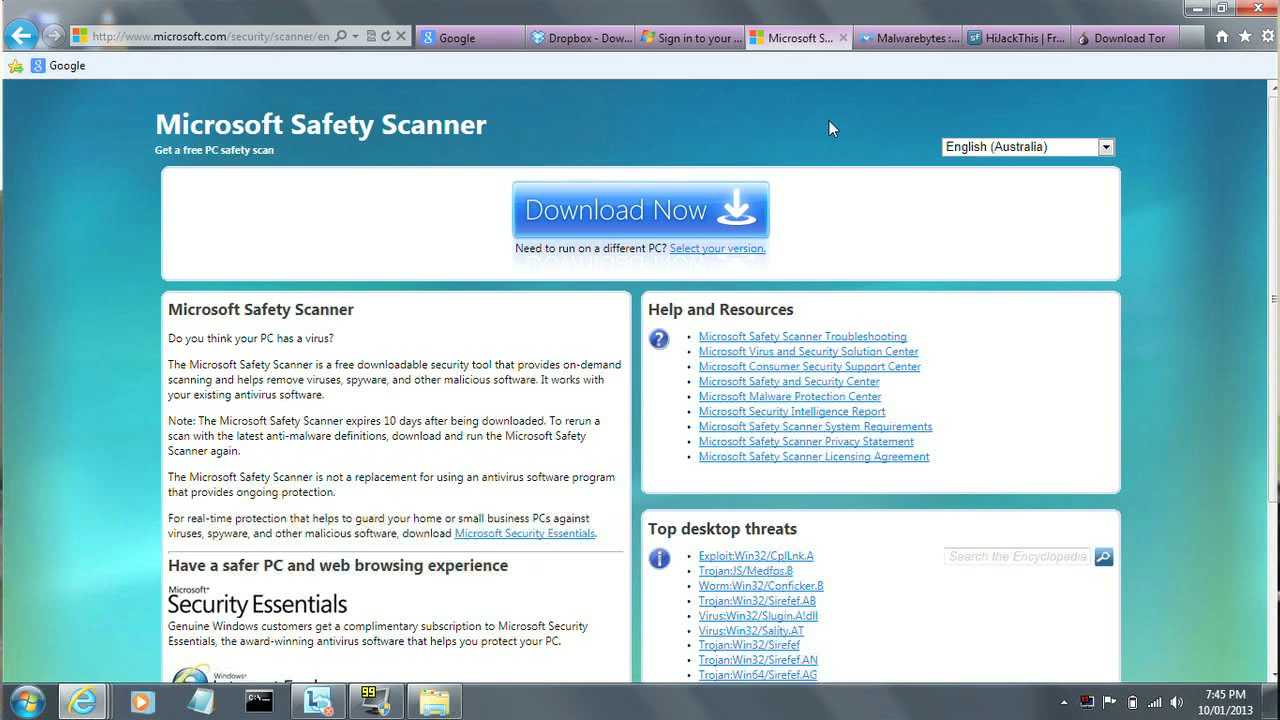 http://www.microsoft.com/security/scanner/en
Google
Dropbox - Dow...
Sign in to your ...
Microsoft S...
Malwarebytes :...
HiJackThis | Fr...
Download Tor
Google
Microsoft Safety Scanner
Get a free PC safety scan
English (Australia)
Download Now
Need to run on a different PC? Select your version.
Microsoft Safety Scanner
Do you think your PC has a virus?
The Microsoft Safety Scanner is a free downloadable security tool that provides on-demand
scanning and helps remove viruses, spyware, and other malicious software. It works with
your existing antivirus software.
Note: The Microsoft Safety Scanner expires 10 days after being downloaded. To rerun a
scan with the latest anti-malware definitions, download and run the Microsoft Safety
Scanner again.
The Microsoft Safety Scanner is not a replacement for using an antivirus software program
that provides ongoing protection.
For real-time protection that helps to guard your home or small business PCs against
viruses, spyware, and other malicious software, download Microsoft Security Essentials.
Have a safer PC and web browsing experience
Microsoft®
Security Essentials
Genuine Windows customers get a complimentary subscription to Microsoft Security
Essentials, the award-winning antivirus software that helps you protect your PC.
Windows®
Help and Resources
Microsoft Safety Scanner Troubleshooting
Microsoft Virus and Security Solution Center
Microsoft Consumer Security Support Center
Microsoft Safety and Security Center
Microsoft Malware Protection Center
Microsoft Security Intelligence Report
Microsoft Safety Scanner System Requirements
Microsoft Safety Scanner Privacy Statement
Microsoft Safety Scanner Licensing Agreement
Top desktop threats
Search the Encyclopedia
Exploit:Win32/CplLnk.A
Trojan:JS/Medfos.B
Worm:Win32/Conficker.B
Trojan:Win32/Sirefef.AB
Virus:Win32/Slugin.A!dll
Virus:Win32/Sality.AT
Trojan:Win32/Sirefef
Trojan:Win32/Sirefef.AN
Trojan:Win64/Sirefef.AG
99
7:45 PM
10/01/2013